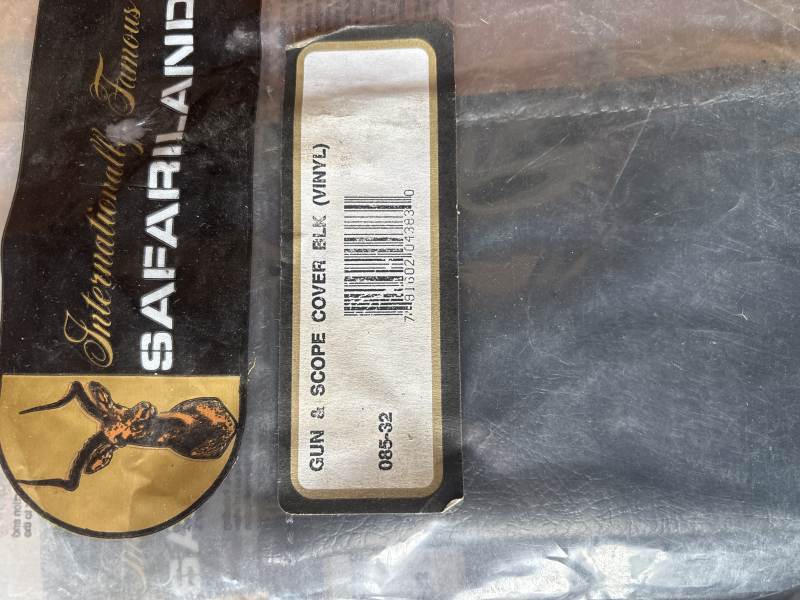 Internationally Famous
SAFARILAND
GUN & SCOPE COVER BLK (VINYL)
7 81602 04383 0
085-32